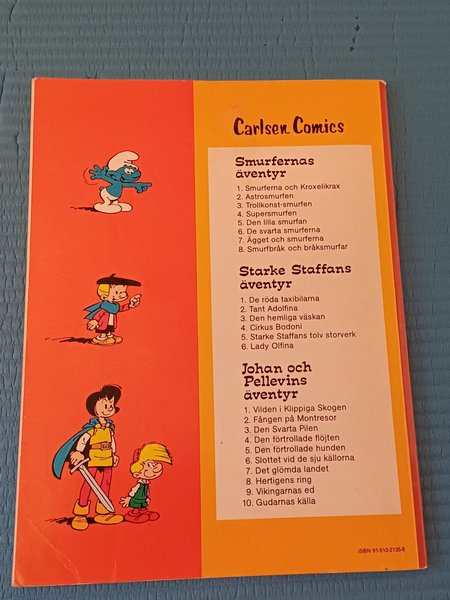 Carlsen Comics
Smurfernas
äventyr
1. Smurferna och Kroxelikrax
2. Astrosmurfen
3. Trollkonst-smurfen
4. Supersmurfen
5. Den lilla smurfan
6. De svarta smurferna
7. Ägget och smurferna
8. Smurfbråk och bråksmurfar
Starke Staffans
äventyr
1. De röda taxibilarna
2. Tant Adolfina
3. Den hemliga väskan
4. Cirkus Bodoni
5. Starke Staffans tolv storverk
6. Lady Olfina
Johan och
Pellevins
äventyr
1. Vilden i Klippiga Skogen
2. Fången på Montresor
3. Den Svarta Pilen
4. Den förtrollade flöjten
5. Den förtrollade hunden
6. Slottet vid de sju källorna
7. Det glömda landet
8. Hertigens ring
9. Vikingarnas ed
10. Gudarnas källa
ISBN 91-510-2135-8